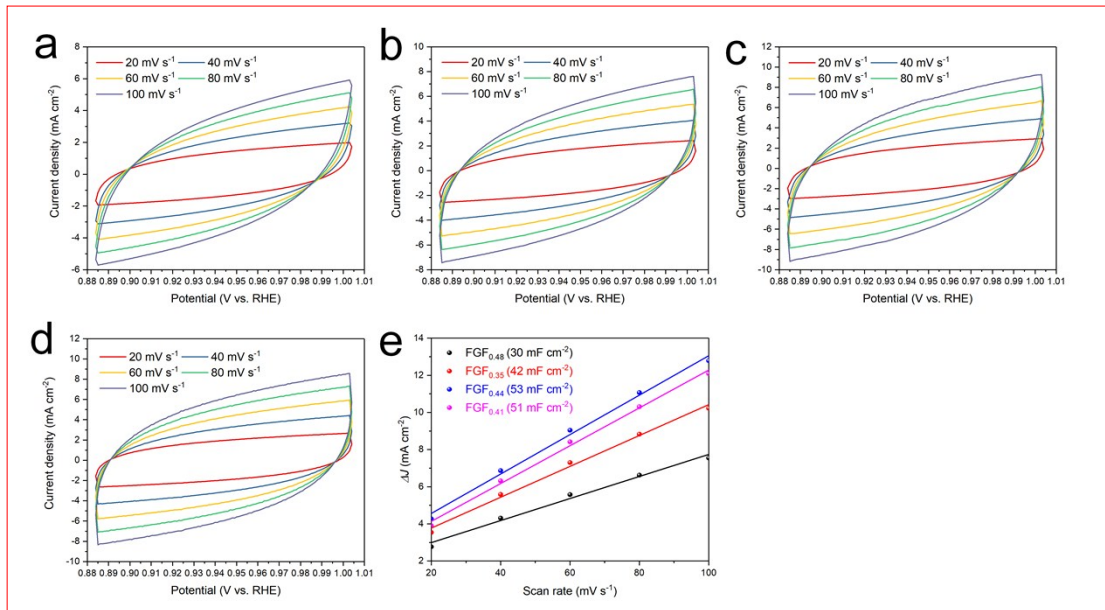 a
20 mV s⁻¹ 40 mV s⁻¹
60 mV s⁻¹ 80 mV s⁻¹
100 mV s⁻¹
Current density (mA cm⁻²)
8
6
4
2
0
-2
-4
-6
0.88 0.89 0.90 0.91 0.92 0.93 0.94 0.95 0.96 0.97 0.98 0.99 1.00 1.01
Potential (V vs. RHE)
b
20 mV s⁻¹ 40 mV s⁻¹
60 mV s⁻¹ 80 mV s⁻¹
100 mV s⁻¹
Current density (mA cm⁻²)
10
8
6
4
2
0
-2
-4
-6
-8
0.88 0.89 0.90 0.91 0.92 0.93 0.94 0.95 0.96 0.97 0.98 0.99 1.00 1.01
Potential (V vs. RHE)
c
20 mV s⁻¹ 40 mV s⁻¹
60 mV s⁻¹ 80 mV s⁻¹
100 mV s⁻¹
Current density (mA cm⁻²)
12
10
8
6
4
2
0
-2
-4
-6
-8
-10
0.88 0.89 0.90 0.91 0.92 0.93 0.94 0.95 0.96 0.97 0.98 0.99 1.00 1.01
Potential (V vs. RHE)
d
20 mV s⁻¹ 40 mV s⁻¹
60 mV s⁻¹ 80 mV s⁻¹
100 mV s⁻¹
Current density (mA cm⁻²)
12
10
8
6
4
2
0
-2
-4
-6
-8
-10
0.88 0.89 0.90 0.91 0.92 0.93 0.94 0.95 0.96 0.97 0.98 0.99 1.00 1.01
Potential (V vs. RHE)
e
FGF₀.₄₈ (30 mF cm⁻²)
FGF₀.₃₅ (42 mF cm⁻²)
FGF₀.₄₄ (53 mF cm⁻²)
FGF₀.₄₁ (51 mF cm⁻²)
ΔJ (mA cm⁻²)
14
12
10
8
6
4
2
20 40 60 80 100
Scan rate (mV s⁻¹)